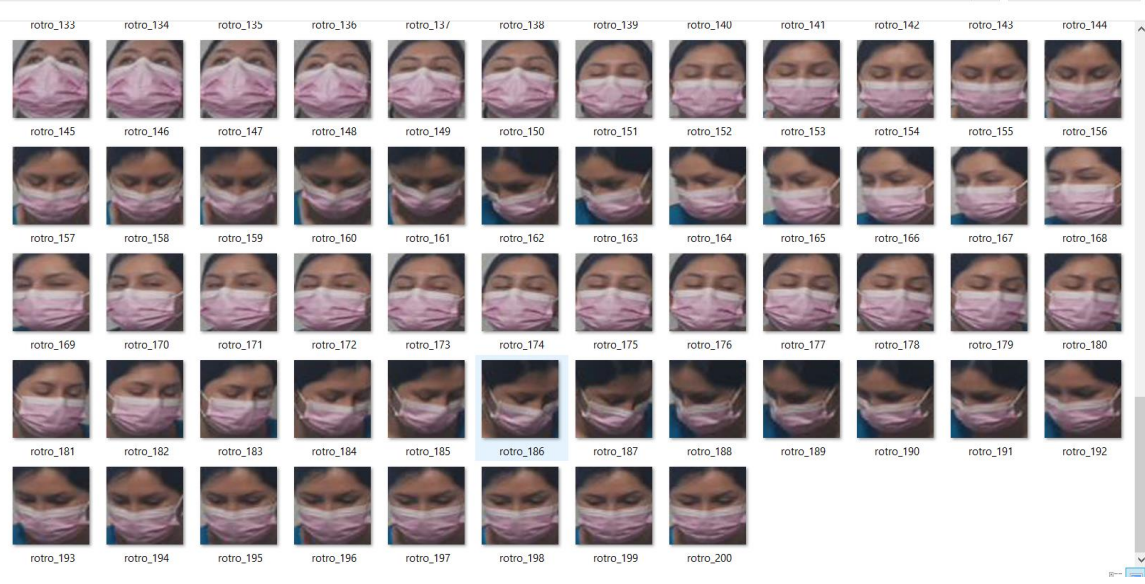 rotro_133 rotro_134 rotro_135 rotro_136 rotro_137 rotro_138 rotro_139 rotro_140 rotro_141 rotro_142 rotro_143 rotro_144
rotro_145 rotro_146 rotro_147 rotro_148 rotro_149 rotro_150 rotro_151 rotro_152 rotro_153 rotro_154 rotro_155 rotro_156
rotro_157 rotro_158 rotro_159 rotro_160 rotro_161 rotro_162 rotro_163 rotro_164 rotro_165 rotro_166 rotro_167 rotro_168
rotro_169 rotro_170 rotro_171 rotro_172 rotro_173 rotro_174 rotro_175 rotro_176 rotro_177 rotro_178 rotro_179 rotro_180
rotro_181 rotro_182 rotro_183 rotro_184 rotro_185 rotro_186 rotro_187 rotro_188 rotro_189 rotro_190 rotro_191 rotro_192
rotro_193 rotro_194 rotro_195 rotro_196 rotro_197 rotro_198 rotro_199 rotro_200